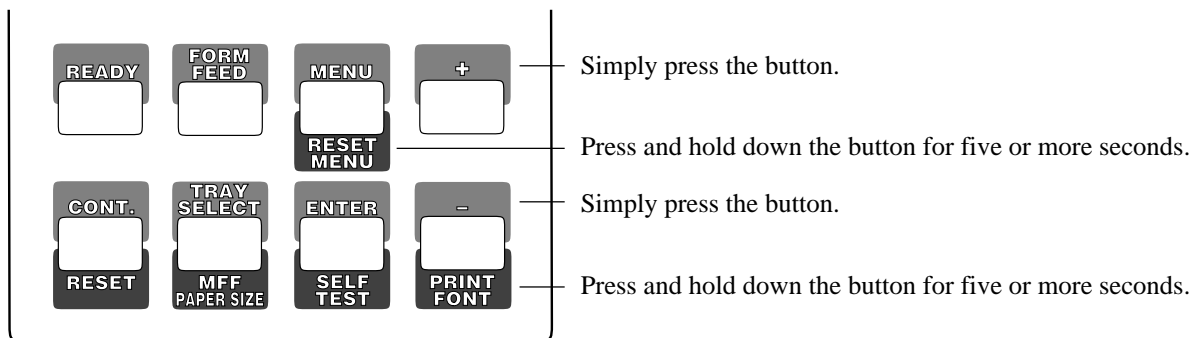 READY
FORM
FEED
MENU
+
Simply press the button.
RESET
MENU
Press and hold down the button for five or more seconds.
CONT.
TRAY
SELECT
ENTER
–
Simply press the button.
RESET
MFF
PAPER SIZE
SELF
TEST
PRINT
FONT
Press and hold down the button for five or more seconds.